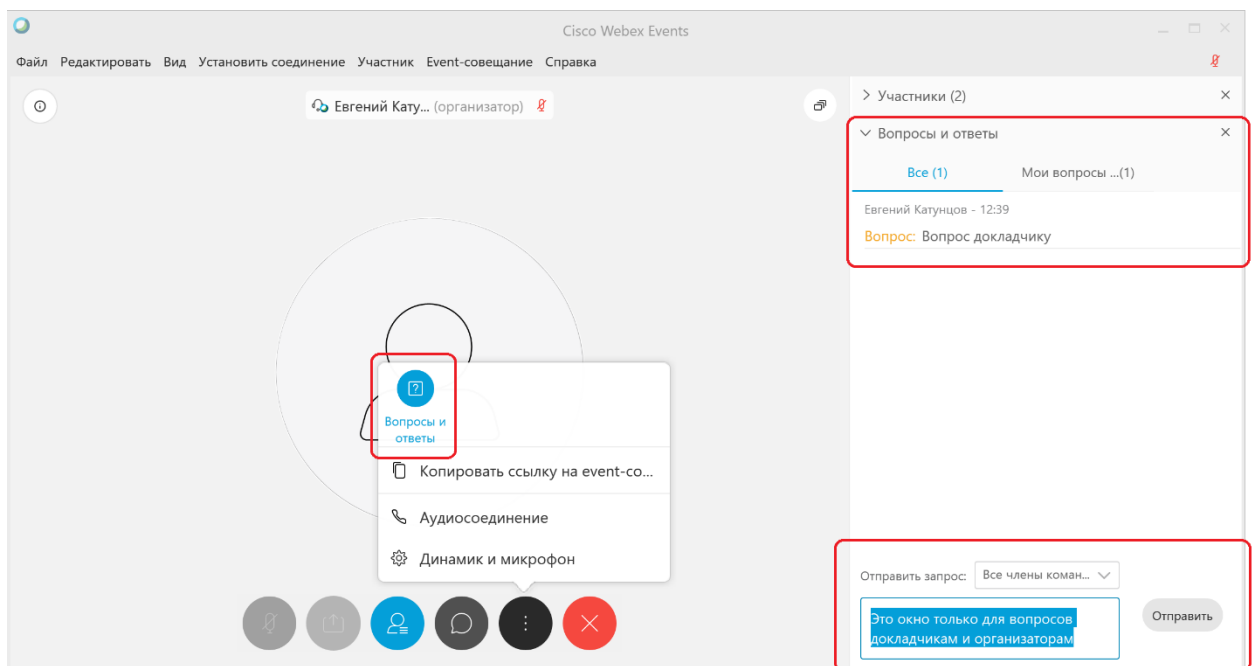 Cisco Webex Events
Файл Редактировать Вид Установить соединение Участник Event-совещание Справка
Евгений Кату... (организатор)
Участники (2)
Вопросы и ответы
Все (1) Мои вопросы ...(1)
Евгений Катунцов - 12:39
Вопрос: Вопрос докладчику
Вопросы и
ответы
Копировать ссылку на event-со...
Аудиосоединение
Динамик и микрофон
Отправить запрос: Все члены коман...
Это окно только для вопросов
докладчикам и организаторам
Отправить